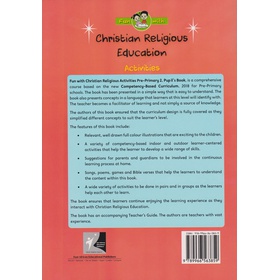 Christian Religious
Education
Activities
Fun with Christian Religious Activities Pre-Primary 2, Pupil's Book, is a comprehensive
course based on the new Competency-Based Curriculum, 2018 for Pre-Primary
schools. The book has been presented in a simple way that is easy to understand. The
book also presents concepts in a language that learners at this level will identify with.
The teacher becomes a facilitator of learning and not simply a source of knowledge.
The authors of this book ensured that the curriculum design is fully covered as they
simplified different concepts to suit the learner's level.
The features of this book include:
• Relevant, well drawn full colour illustrations that are exciting to the children.
• A variety of competency-based indoor and outdoor learner-centered
activities that help the learner to develop a wide range of skills.
• Suggestions for parents and guardians to be involved in the continuous
learning process at home.
• Songs, poems, games and Bible verses that help the learners to understand
the content within this book.
• A wide variety of activities to be done in pairs and in groups as the learners
are encouraged to help each other.
The book ensures that learners continue enjoying the learning experience as they
interact with Christian Religious Education.
The book has an accompanying Teacher's Guide. The authors are teachers with vast
experience.